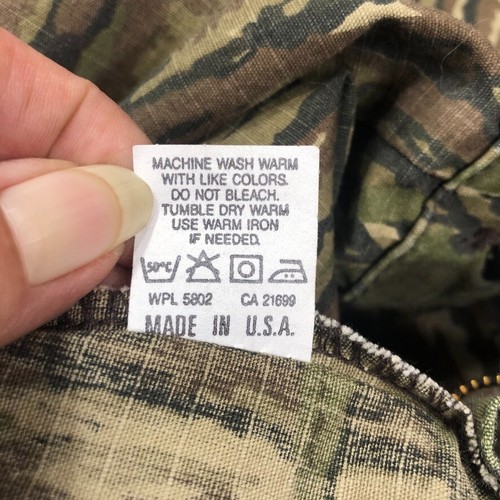 MACHINE WASH WARM
WITH LIKE COLORS.
DO NOT BLEACH.
TUMBLE DRY WARM
USE WARM IRON
IF NEEDED.
50°C
WPL 5802 CA 21699
MADE IN U.S.A.